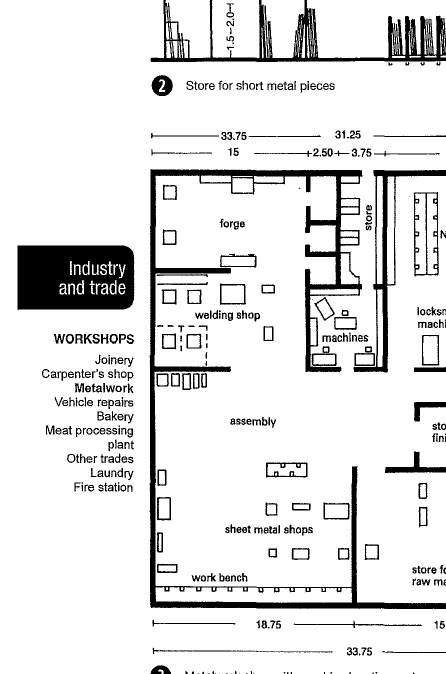 1.5–2.0
2 Store for short metal pieces
33.75 31.25
15 2.50 3.75
forge
store
N
Industry
and trade
welding shop
locksm
machi
machines
WORKSHOPS
Joinery
Carpenter's shop
Metalwork
Vehicle repairs
Bakery
Meat processing
plant
Other trades
Laundry
Fire station
assembly
sto
fini
sheet metal shops
work bench
store fo
raw ma
18.75 15
33.75